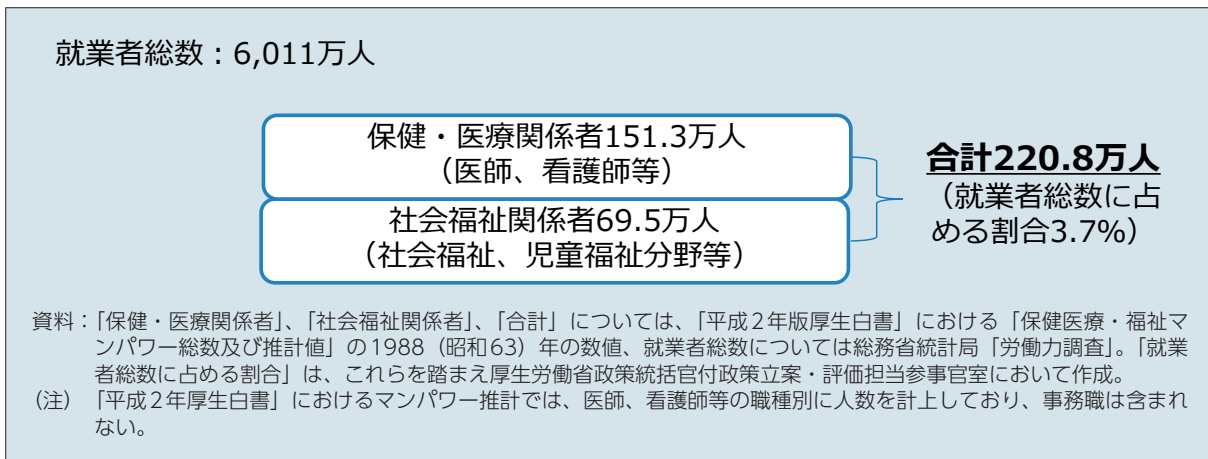 就業者総数：6,011万人
保健・医療関係者151.3万人
（医師、看護師等）
社会福祉関係者69.5万人
（社会福祉、児童福祉分野等）
合計220.8万人
（就業者総数に占
める割合3.7%）
資料：「保健・医療関係者」、「社会福祉関係者」、「合計」については、「平成２年版厚生白書」における「保健医療・福祉マ
ンパワー総数及び推計値」の1988（昭和63）年の数値、就業者総数については総務省統計局「労働力調査」。「就業
者総数に占める割合」は、これらを踏まえ厚生労働省政策統括官付政策立案・評価担当参事官室において作成。
（注） 「平成２年厚生白書」におけるマンパワー推計では、医師、看護師等の職種別に人数を計上しており、事務職は含まれ
ない。